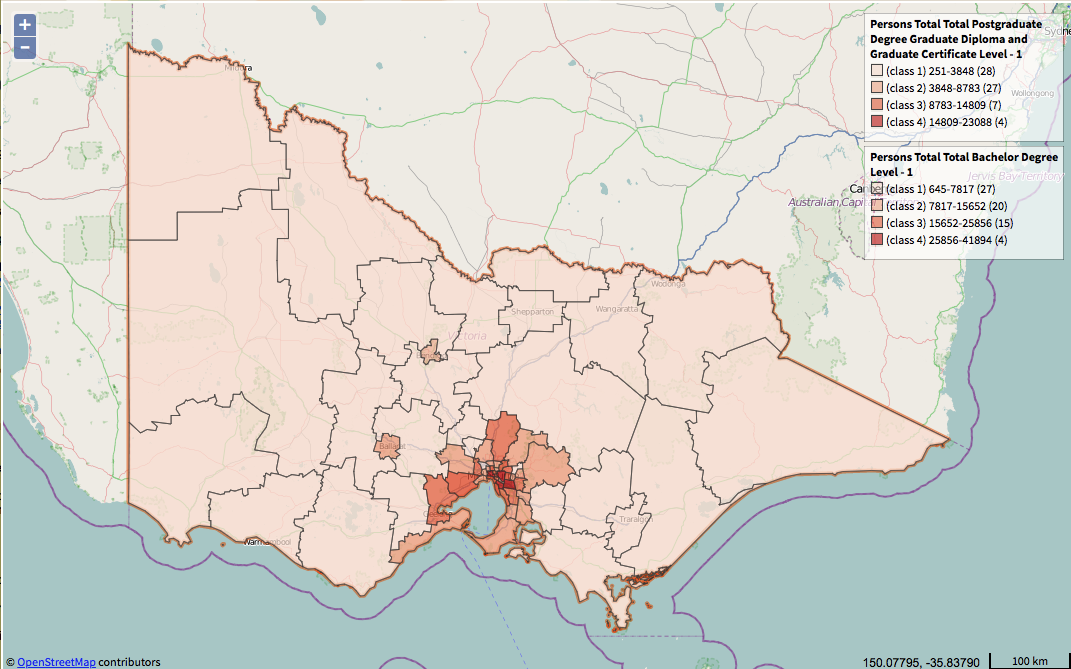 +
−
Persons Total Total Postgraduate
Degree Graduate Diploma and
Graduate Certificate Level - 1
(class 1) 251-3848 (28)
(class 2) 3848-8783 (27)
(class 3) 8783-14809 (7)
(class 4) 14809-23088 (4)
Wollongong
Persons Total Total Bachelor Degree
Level - 1
(class 1) 645-7817 (27)
(class 2) 7817-15652 (20)
(class 3) 15652-25856 (15)
(class 4) 25856-41894 (4)
Jervis Bay Territory
Wodonga
Shepparton
Wangaratta
Victoria
Traralgon
Warrnambool
© OpenStreetMap contributors
150.07795, -35.83790
100 km